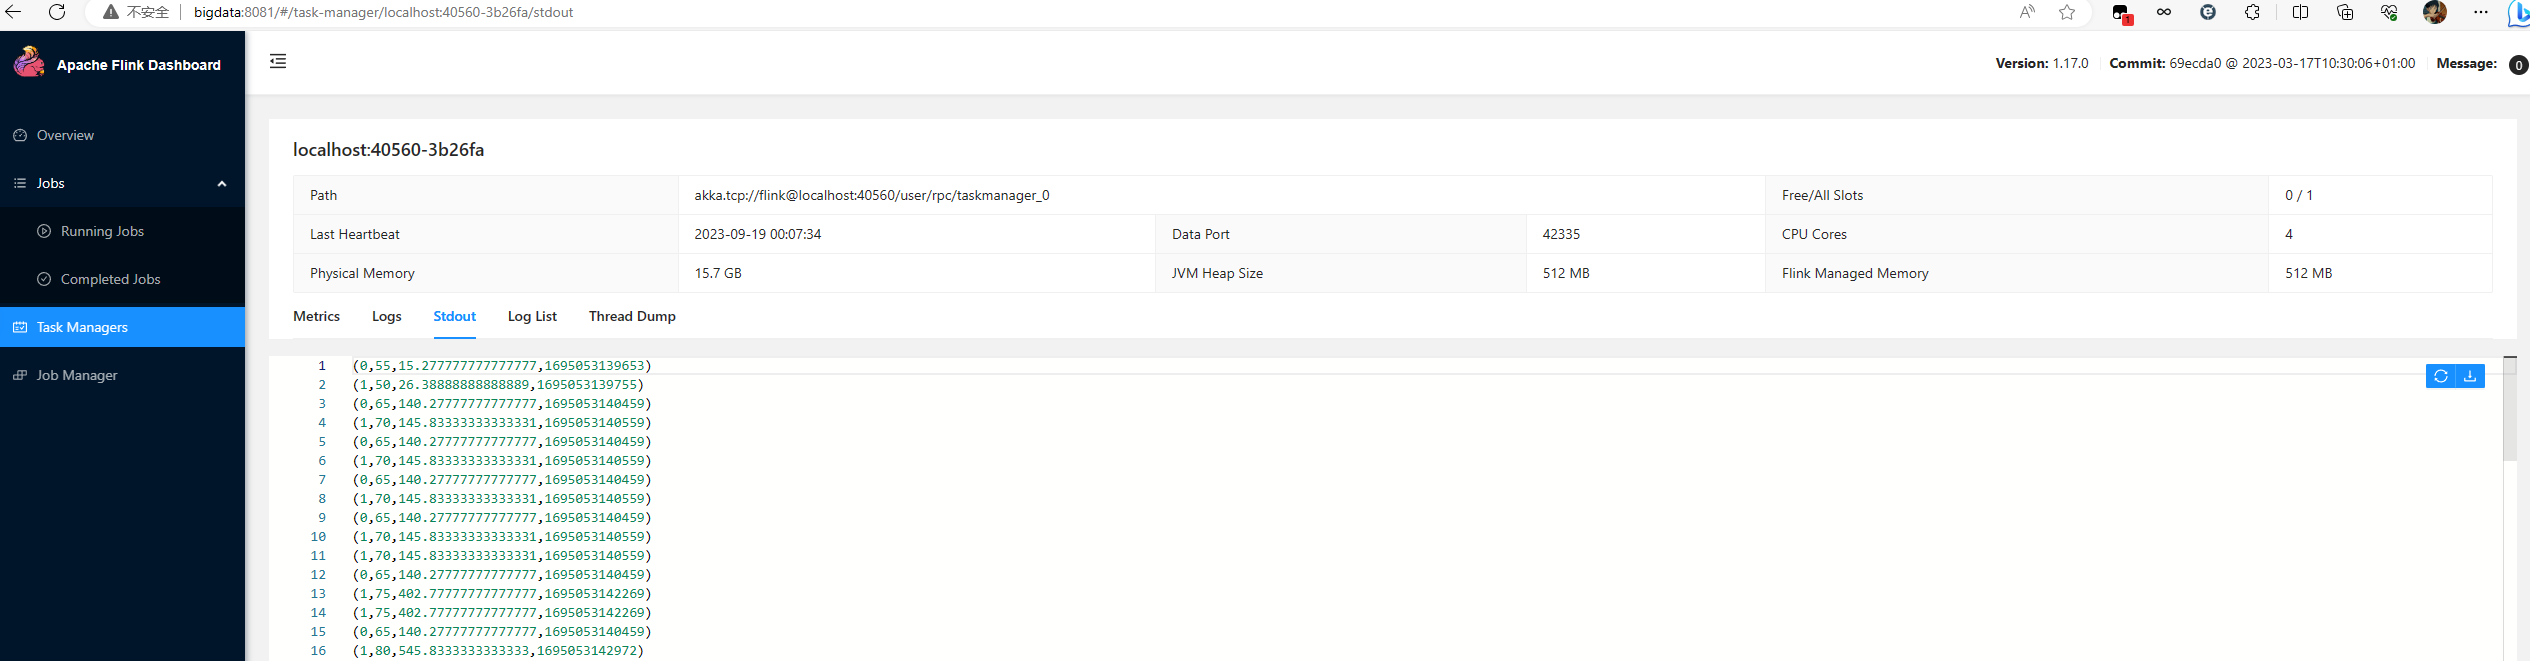 不安全 bigdata:8081/#/task-manager/localhost:40560-3b26fa/stdout
1
Apache Flink Dashboard
Version: 1.17.0 Commit: 69ecda0 @ 2023-03-17T10:30:06+01:00 Message: 0
Overview
Jobs
Running Jobs
Completed Jobs
Task Managers
Job Manager
localhost:40560-3b26fa
Path akka.tcp://flink@localhost:40560/user/rpc/taskmanager_0 Free/All Slots 0 / 1
Last Heartbeat 2023-09-19 00:07:34 Data Port 42335 CPU Cores 4
Physical Memory 15.7 GB JVM Heap Size 512 MB Flink Managed Memory 512 MB
Metrics Logs Stdout Log List Thread Dump
1 (0,55,15.277777777777777,1695053139653)
2 (1,50,26.38888888888889,1695053139755)
3 (0,65,140.27777777777777,1695053140459)
4 (1,70,145.83333333333331,1695053140559)
5 (0,65,140.27777777777777,1695053140459)
6 (1,70,145.83333333333331,1695053140559)
7 (0,65,140.27777777777777,1695053140459)
8 (1,70,145.83333333333331,1695053140559)
9 (0,65,140.27777777777777,1695053140459)
10 (1,70,145.83333333333331,1695053140559)
11 (1,70,145.83333333333331,1695053140559)
12 (0,65,140.27777777777777,1695053140459)
13 (1,75,402.77777777777777,1695053142269)
14 (1,75,402.77777777777777,1695053142269)
15 (0,65,140.27777777777777,1695053140459)
16 (1,80,545.8333333333333,1695053142972)